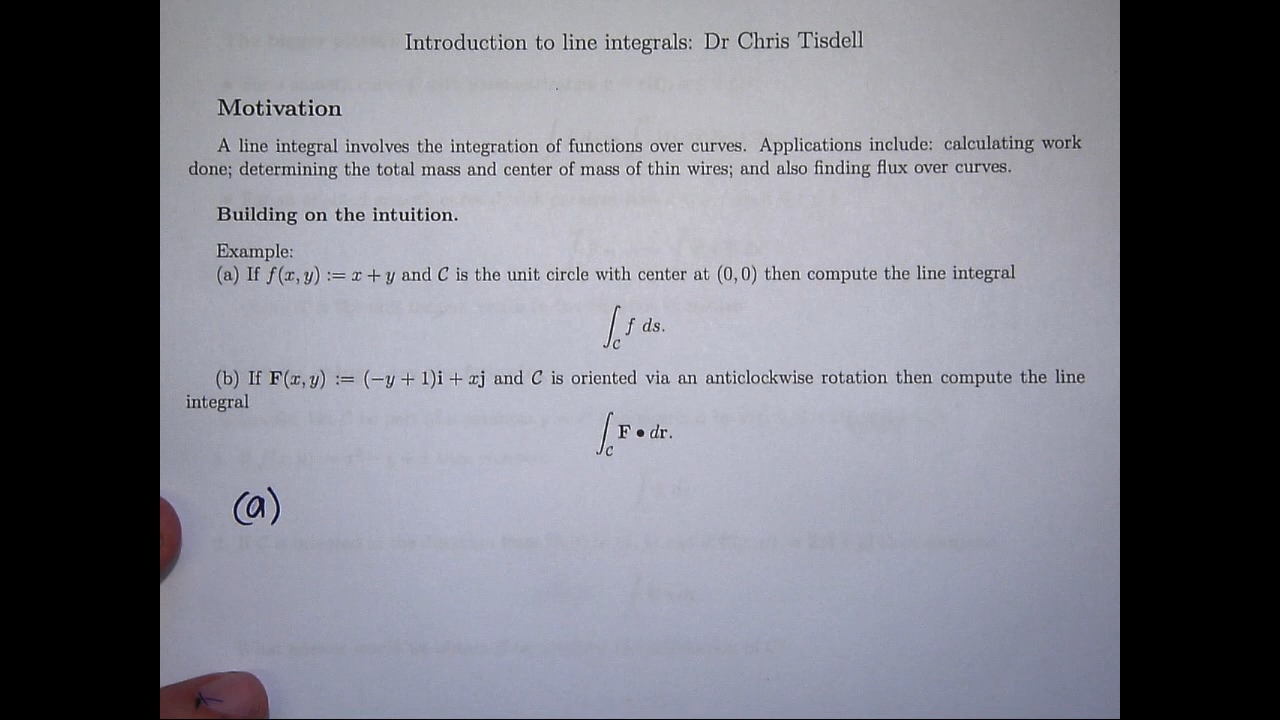 Introduction to line integrals: Dr Chris Tisdell
Motivation
A line integral involves the integration of functions over curves. Applications include: calculating work
done; determining the total mass and center of mass of thin wires; and also finding flux over curves.
Building on the intuition.
Example:
(a) If f(x, y) := x + y and C is the unit circle with center at (0, 0) then compute the line integral
∫_C f ds.
(b) If F(x, y) := (−y + 1)i + xj and C is oriented via an anticlockwise rotation then compute the line
integral
∫_C F • dr.
(a)